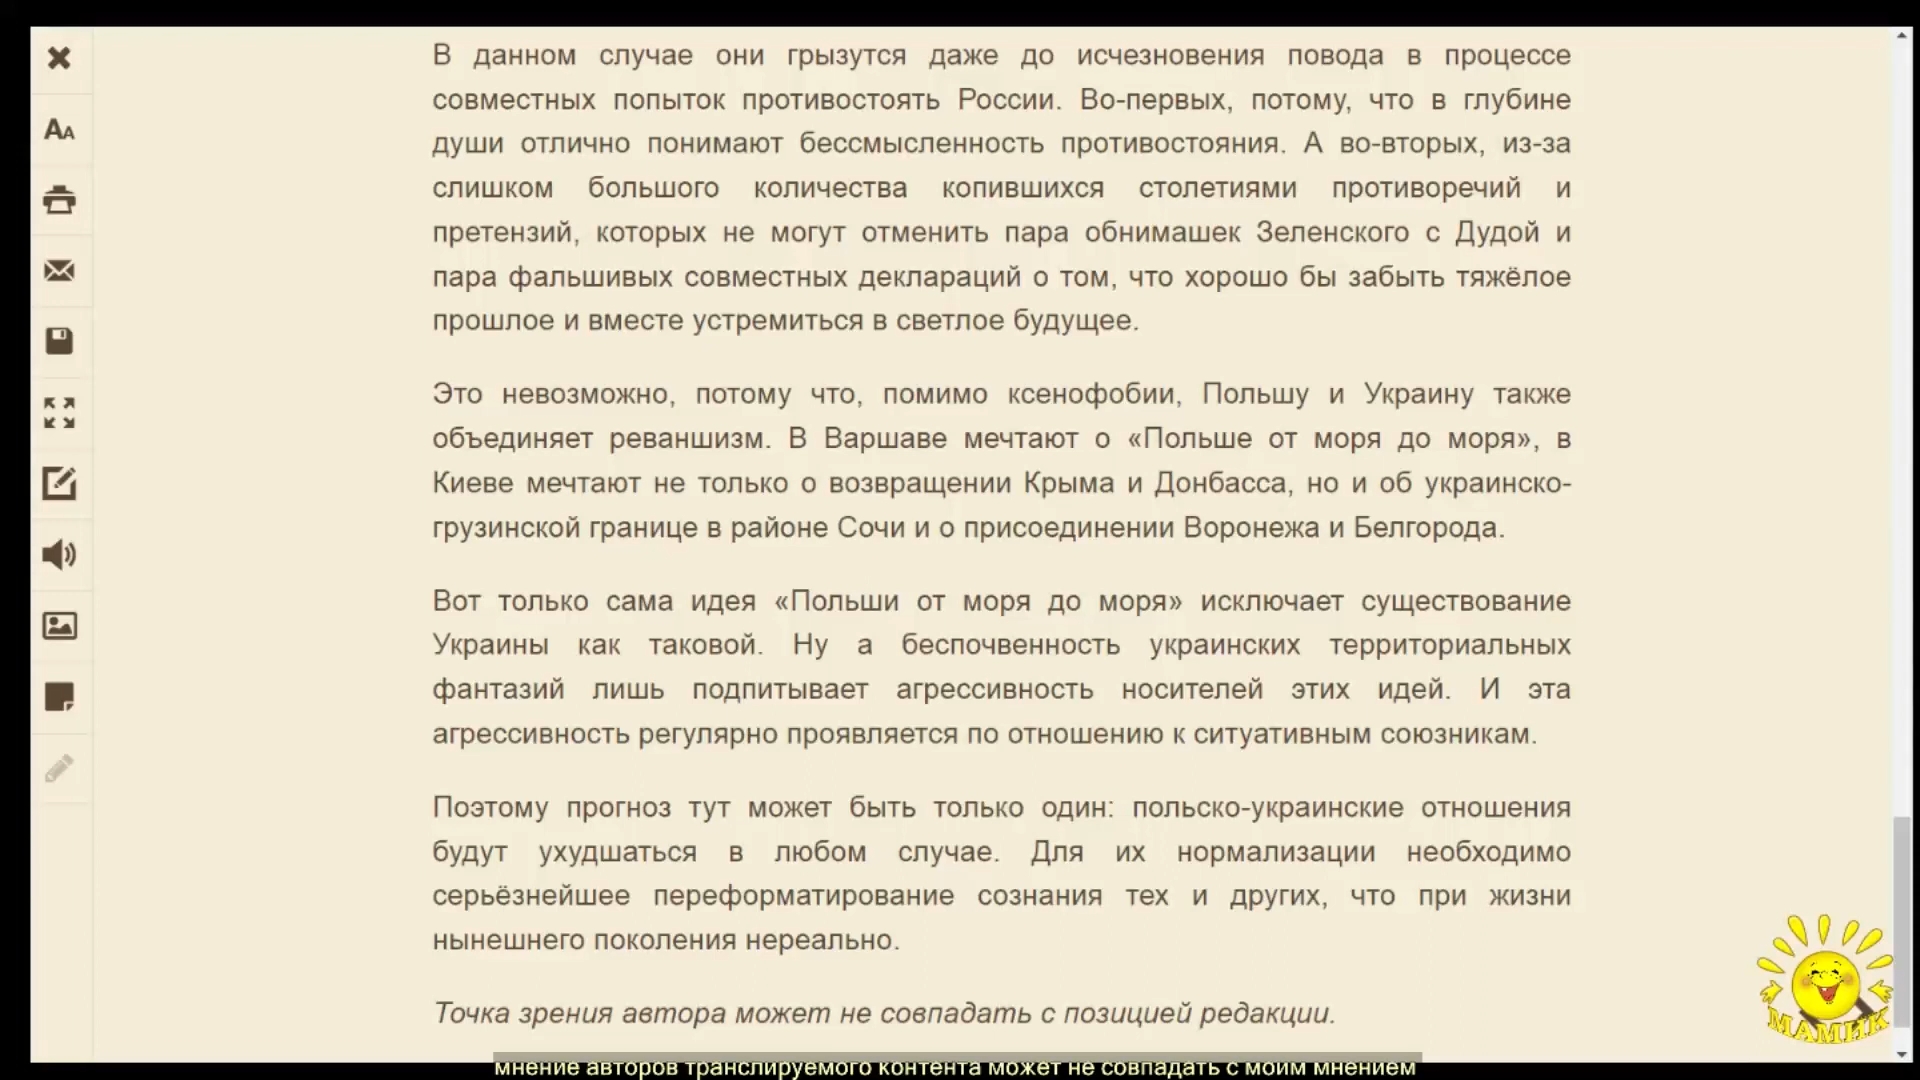 В данном случае они грызутся даже до исчезновения повода в процессе
совместных попыток противостоять России. Во-первых, потому, что в глубине
души отлично понимают бессмысленность противостояния. А во-вторых, из-за
слишком большого количества копившихся столетиями противоречий и
претензий, которых не могут отменить пара обнимашек Зеленского с Дудой и
пара фальшивых совместных деклараций о том, что хорошо бы забыть тяжёлое
прошлое и вместе устремиться в светлое будущее.
Это невозможно, потому что, помимо ксенофобии, Польшу и Украину также
объединяет реваншизм. В Варшаве мечтают о «Польше от моря до моря», в
Киеве мечтают не только о возвращении Крыма и Донбасса, но и об украинско-
грузинской границе в районе Сочи и о присоединении Воронежа и Белгорода.
Вот только сама идея «Польши от моря до моря» исключает существование
Украины как таковой. Ну а беспочвенность украинских территориальных
фантазий лишь подпитывает агрессивность носителей этих идей. И эта
агрессивность регулярно проявляется по отношению к ситуативным союзникам.
Поэтому прогноз тут может быть только один: польско-украинские отношения
будут ухудшаться в любом случае. Для их нормализации необходимо
серьёзнейшее переформатирование сознания тех и других, что при жизни
нынешнего поколения нереально.
Точка зрения автора может не совпадать с позицией редакции.
МАМИК
мнение авторов транслируемого контента может не совпадать с моим мнением